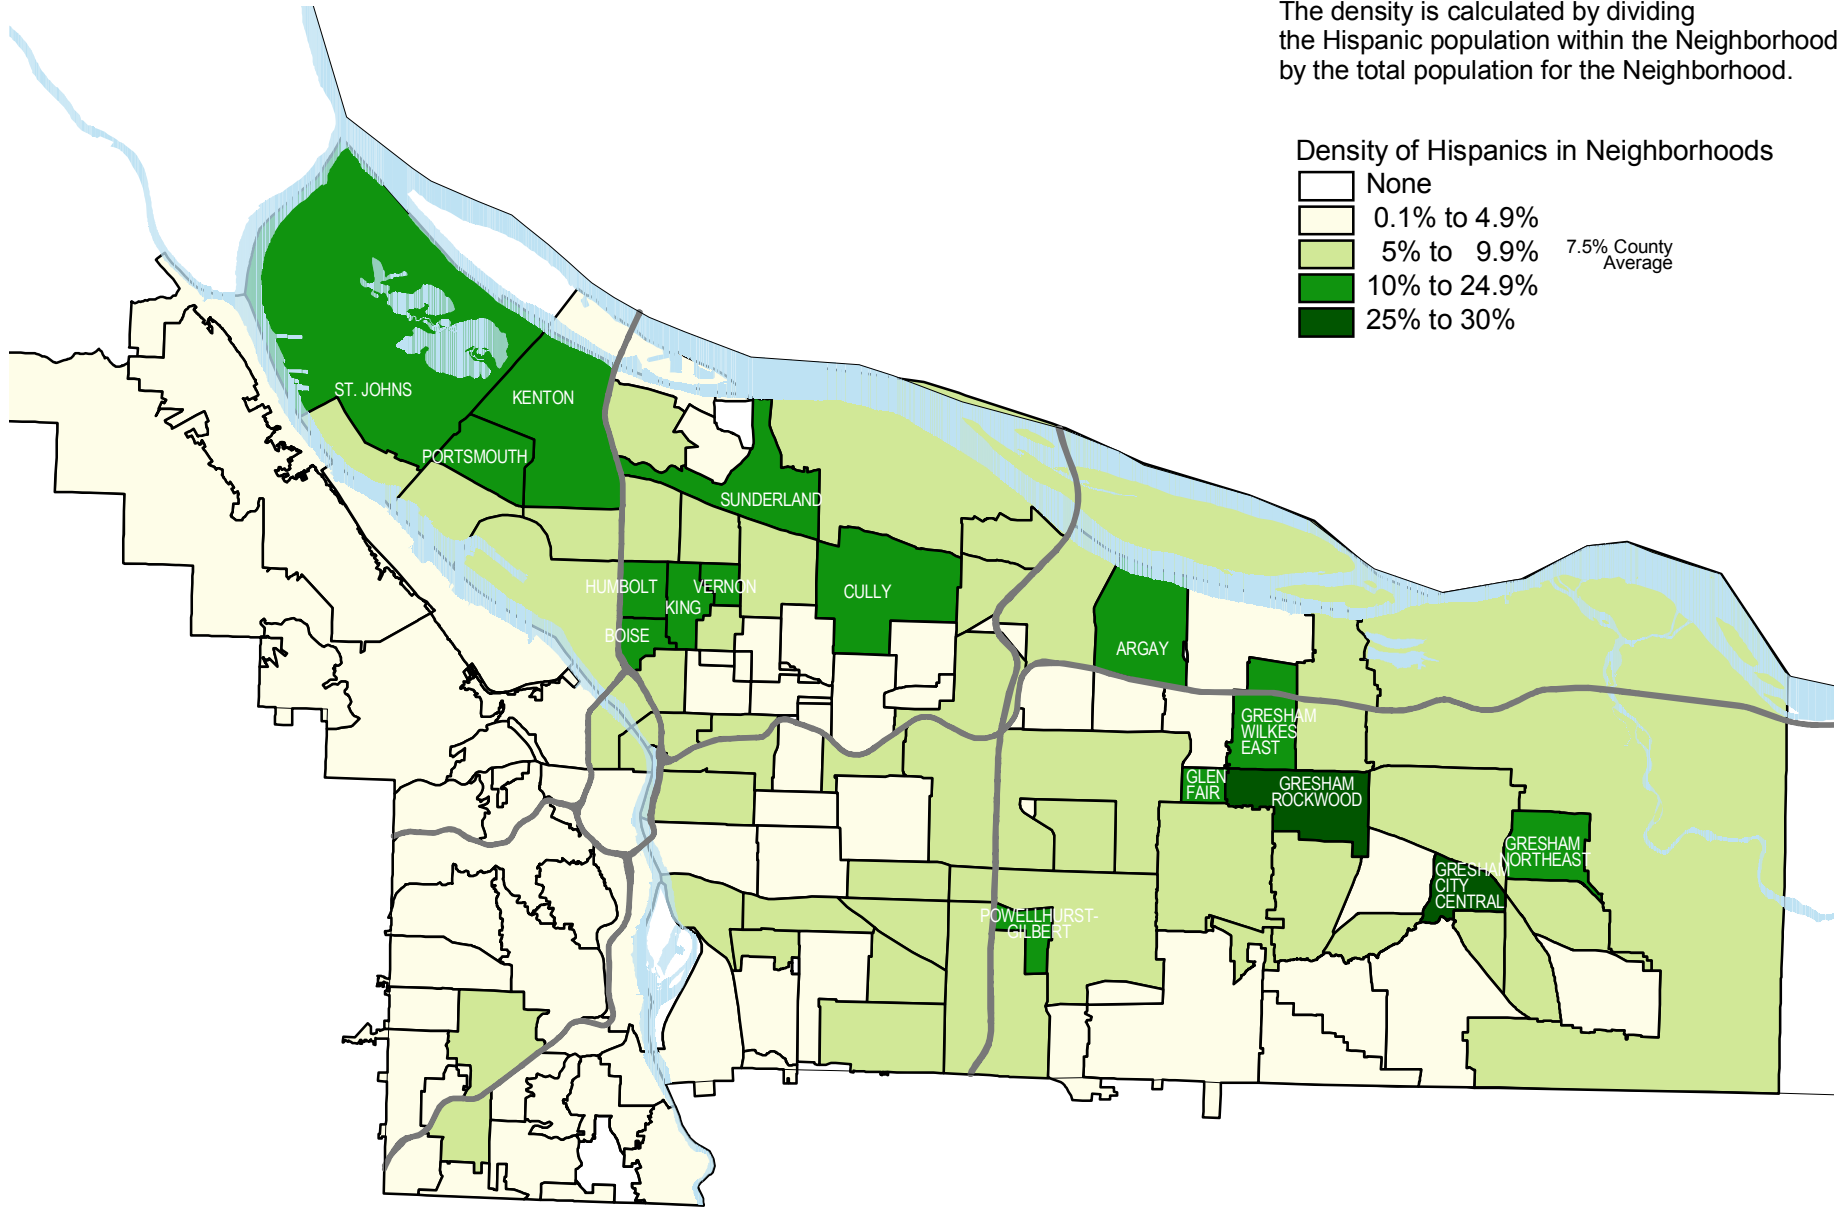 The density is calculated by dividing
the Hispanic population within the Neighborhood
by the total population for the Neighborhood.
Density of Hispanics in Neighborhoods
None
0.1% to 4.9%
5% to 9.9%
7.5% County
Average
10% to 24.9%
25% to 30%
ST. JOHNS
KENTON
PORTSMOUTH
SUNDERLAND
HUMBOLT
VERNON
KING
CULLY
BOISE
ARGAY
GRESHAM
WILKES
EAST
GLEN
FAIR
GRESHAM
ROCKWOOD
GRESHAM
NORTHEAST
GRESHAM
CITY
CENTRAL
POWELLHURST-
GILBERT